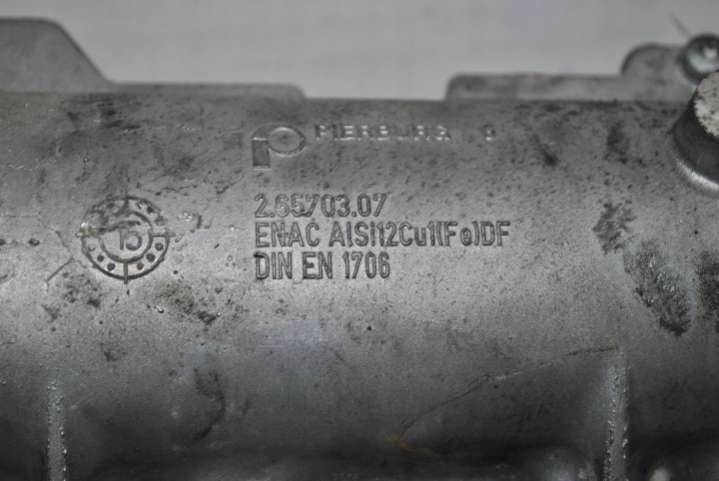 PIERBURG
15
2.65703.07
ENAC AlSi12Cu1(Fe)DF
DIN EN 1706